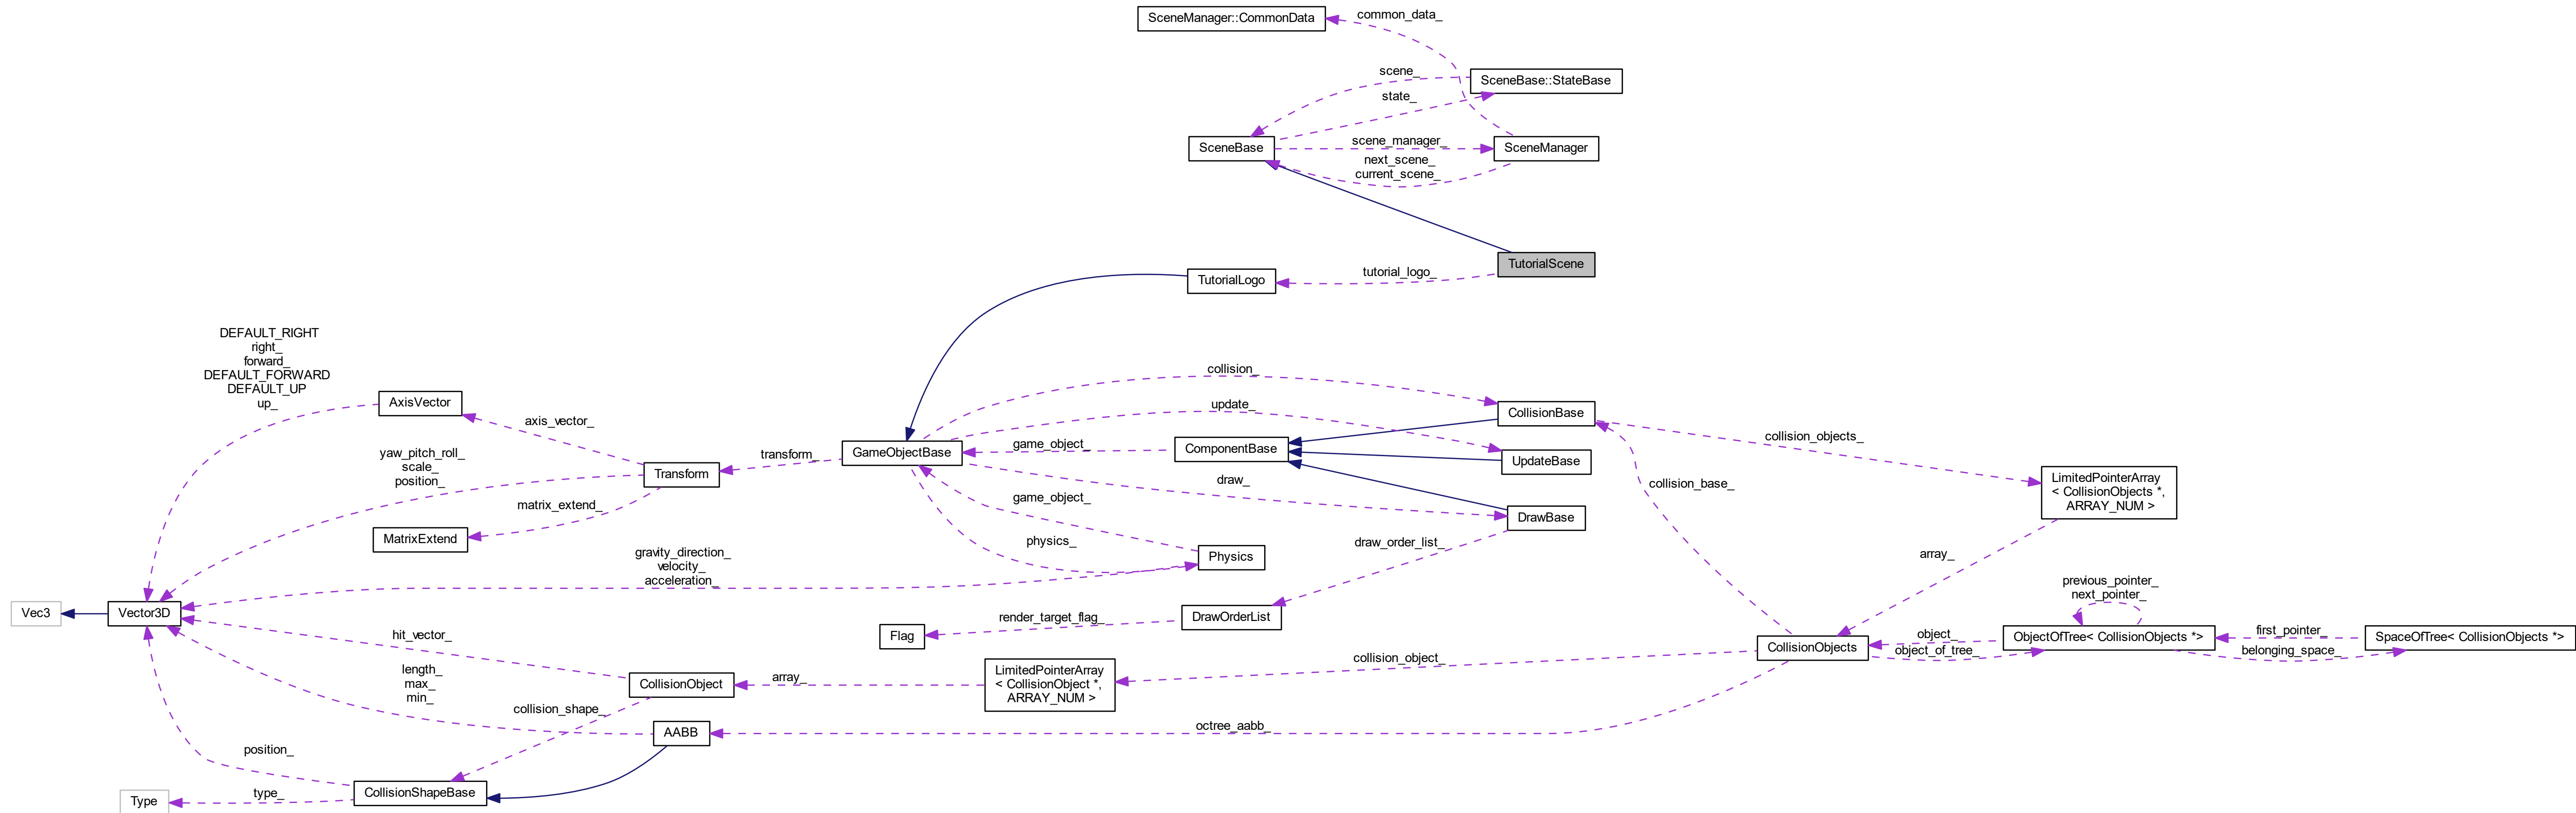 SceneManager::CommonData
common_data_
scene_
SceneBase::StateBase
state_
SceneBase
scene_manager_
SceneManager
next_scene_
current_scene_
TutorialScene
TutorialLogo
tutorial_logo_
DEFAULT_RIGHT
right_
forward_
DEFAULT_FORWARD
DEFAULT_UP
up_
AxisVector
axis_vector_
collision_
update_
CollisionBase
collision_objects_
yaw_pitch_roll_
scale_
position_
Transform
transform_
GameObjectBase
game_object_
ComponentBase
UpdateBase
draw_
collision_base_
LimitedPointerArray
< CollisionObjects *,
ARRAY_NUM >
matrix_extend_
MatrixExtend
game_object_
DrawBase
physics_
Physics
draw_order_list_
array_
gravity_direction_
velocity_
acceleration_
previous_pointer_
next_pointer_
Vec3
Vector3D
render_target_flag_
DrawOrderList
Flag
hit_vector_
CollisionObjects
object_
object_of_tree_
ObjectOfTree< CollisionObjects *>
first_pointer_
belonging_space_
SpaceOfTree< CollisionObjects *>
length_
max_
min_
CollisionObject
array_
LimitedPointerArray
< CollisionObject *,
ARRAY_NUM >
collision_object_
collision_shape_
AABB
octree_aabb_
position_
Type
type_
CollisionShapeBase